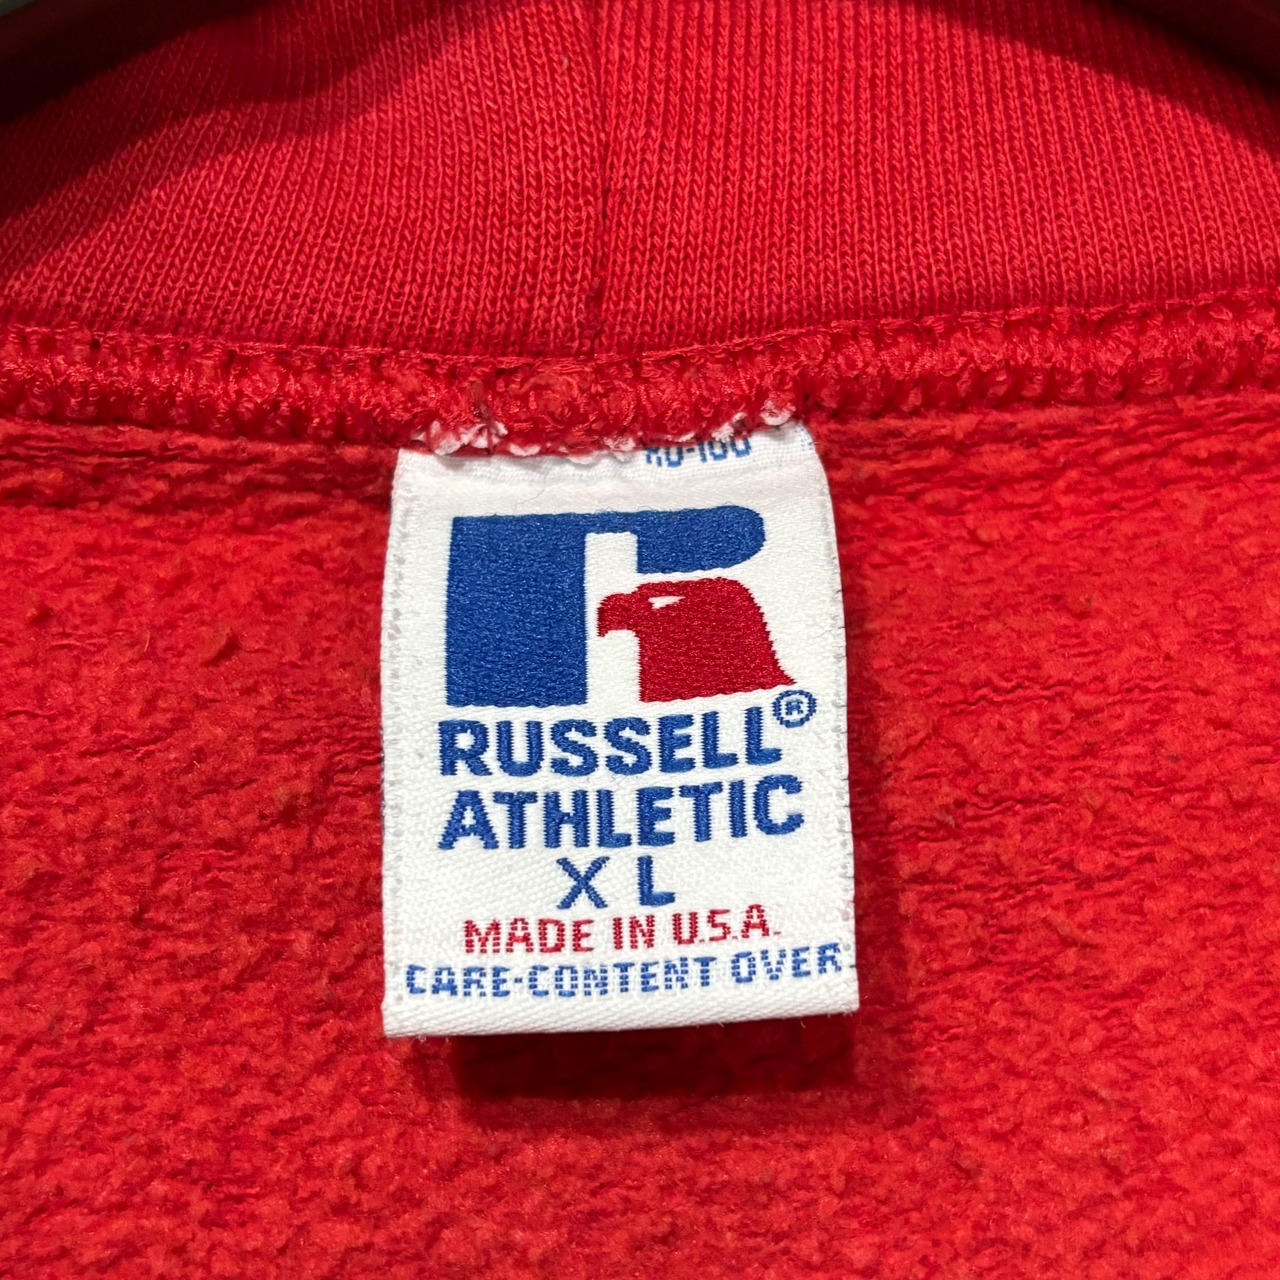 RUSSELL®
ATHLETIC
XL
MADE IN U.S.A.
CARE-CONTENT OVER